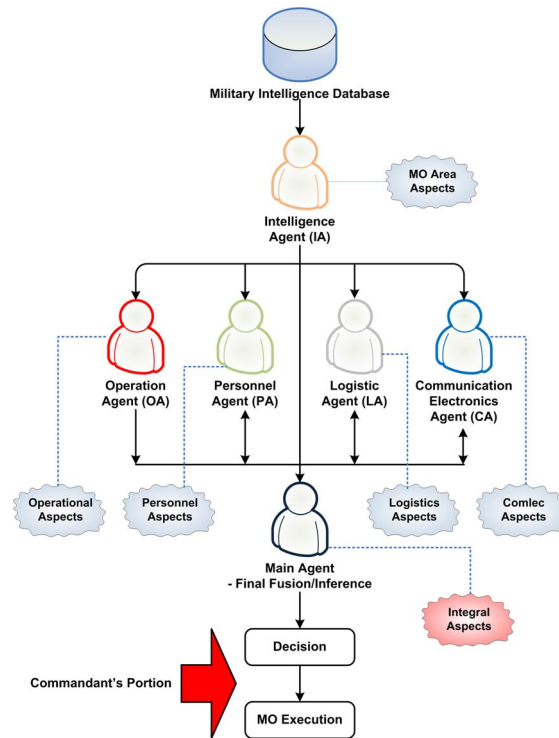 Military Intelligence Database
MO Area
Aspects
Intelligence
Agent (IA)
Operation
Agent (OA)
Personnel
Agent (PA)
Logistic
Agent (LA)
Communication
Electronics
Agent (CA)
Operational
Aspects
Personnel
Aspects
Logistics
Aspects
Comlec
Aspects
Main Agent
- Final Fusion/Inference
Integral
Aspects
Decision
Commandant's Portion
MO Execution